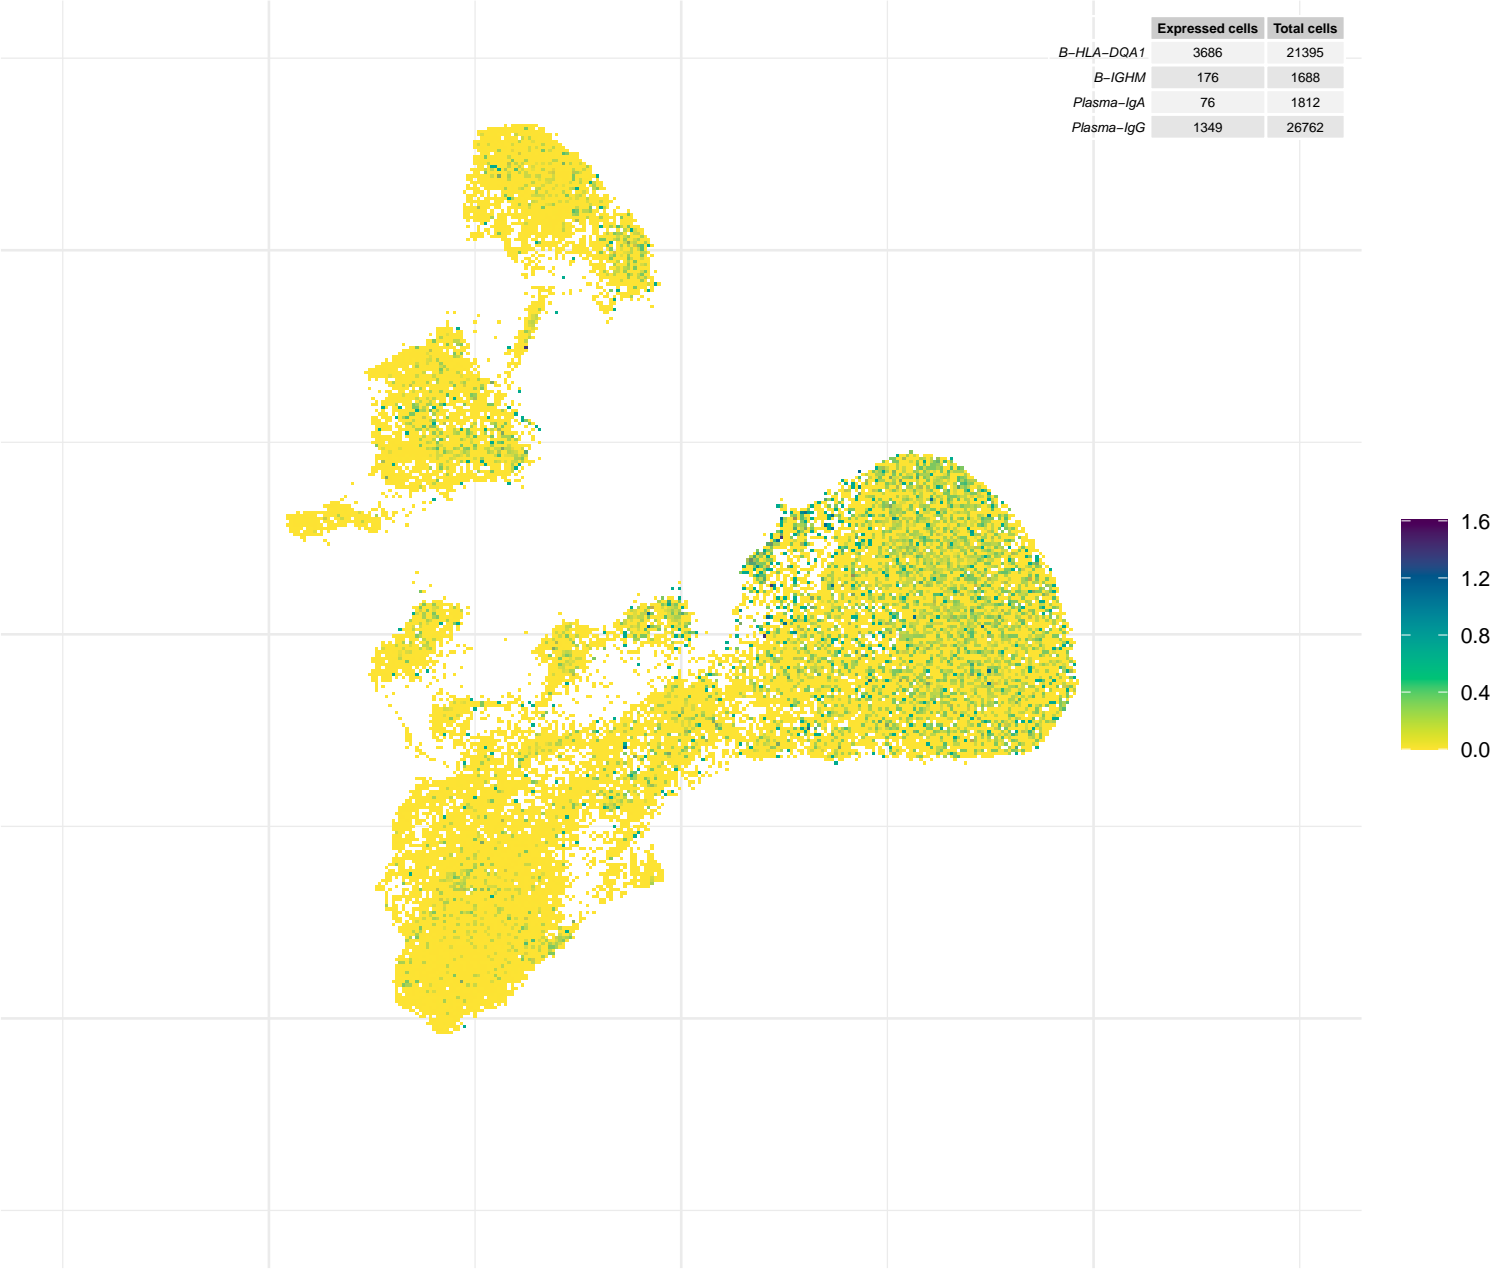 Expressed cells Total cells
B−HLA−DQA1 3686 21395
B−IGHM 176 1688
Plasma−IgA 76 1812
Plasma−IgG 1349 26762
1.6
1.2
0.8
0.4
0.0